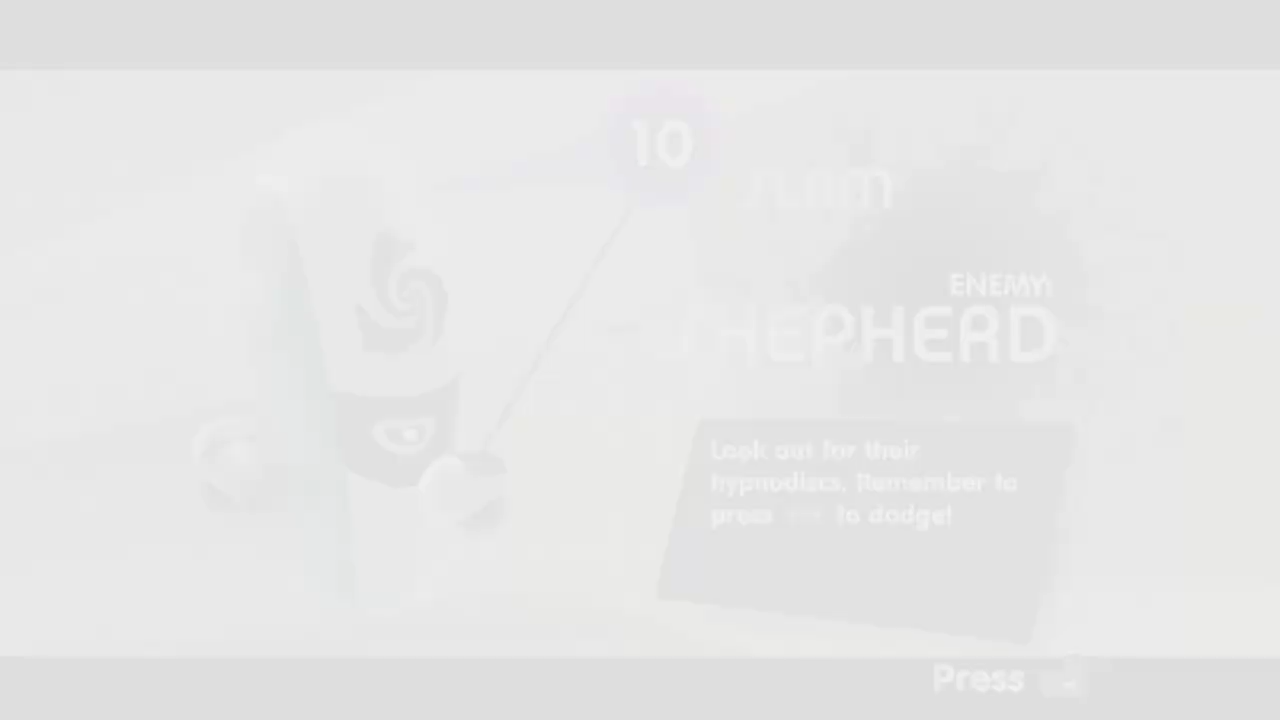 10
ENEMY:
HEPHERD
Look out for their
hypnodiscs. Remember to
press to dodge!
Press